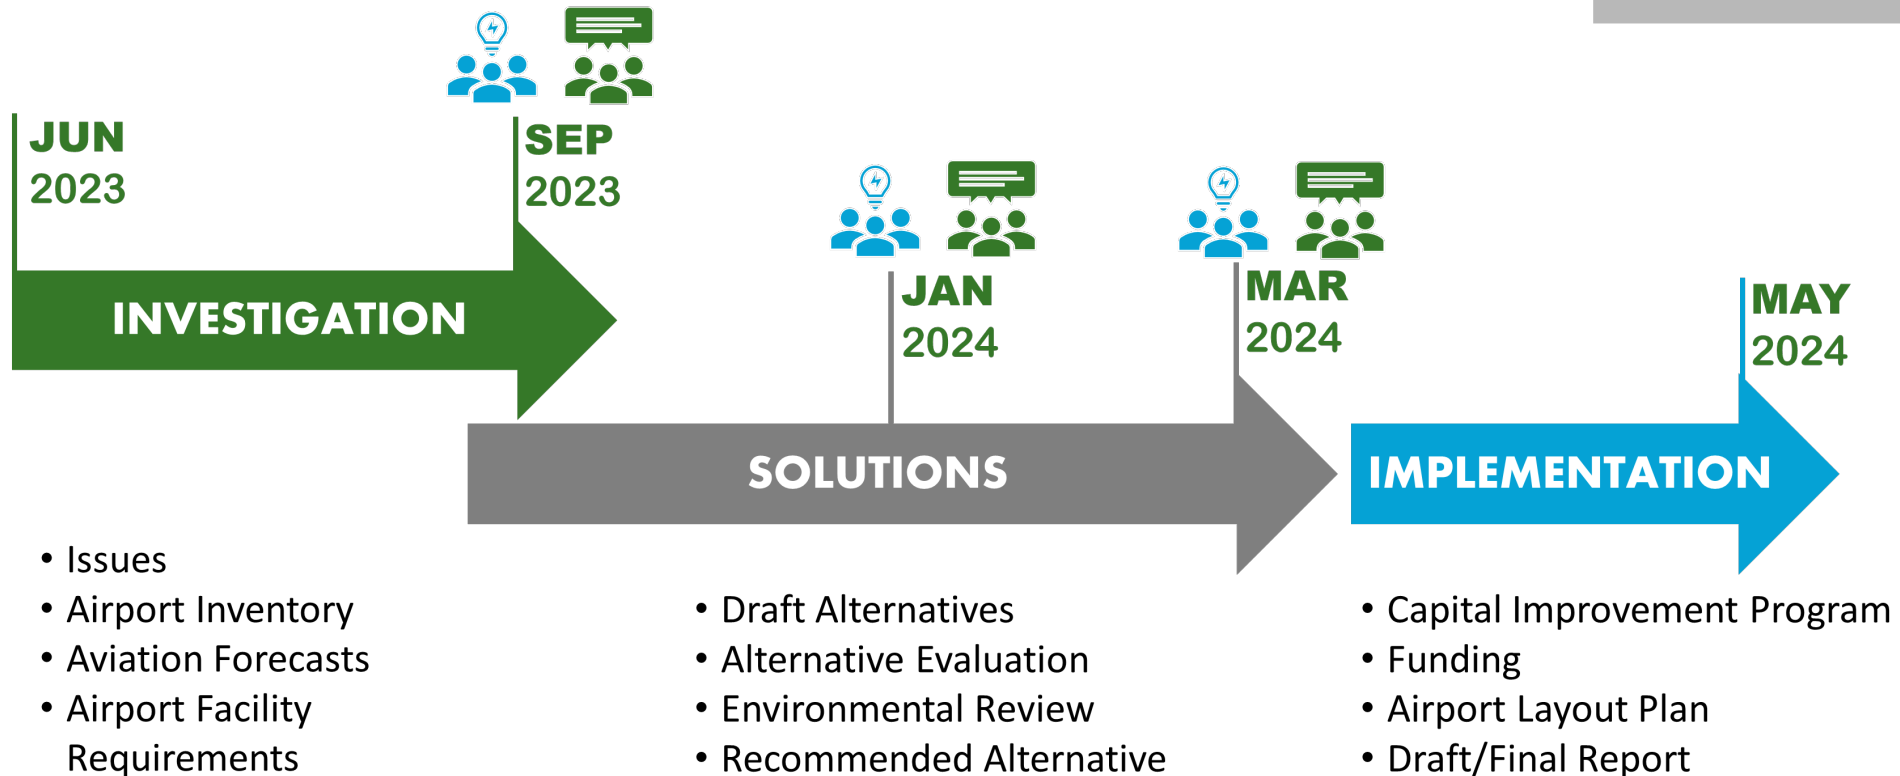 JUN
2023
SEP
2023
INVESTIGATION
JAN
2024
MAR
2024
MAY
2024
SOLUTIONS
IMPLEMENTATION
• Issues
• Airport Inventory
• Aviation Forecasts
• Airport Facility
Requirements
• Draft Alternatives
• Alternative Evaluation
• Environmental Review
• Recommended Alternative
• Capital Improvement Program
• Funding
• Airport Layout Plan
• Draft/Final Report